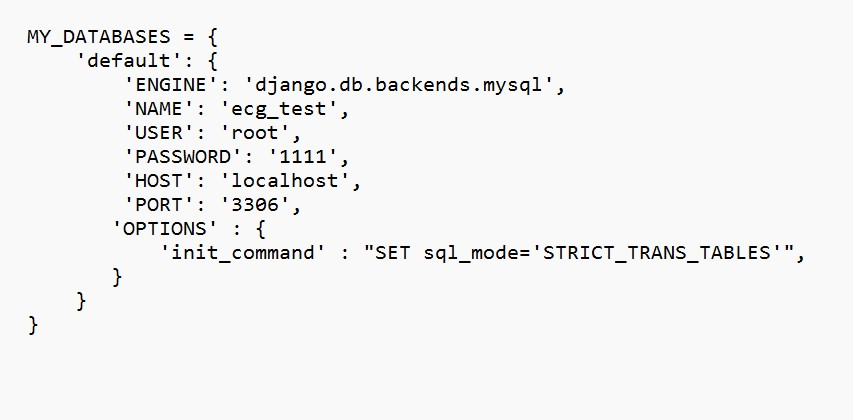 MY_DATABASES = {
    'default': {
        'ENGINE': 'django.db.backends.mysql',
        'NAME': 'ecg_test',
        'USER': 'root',
        'PASSWORD': '1111',
        'HOST': 'localhost',
        'PORT': '3306',
       'OPTIONS' : {
           'init_command' : "SET sql_mode='STRICT_TRANS_TABLES'",
       }
    }
}